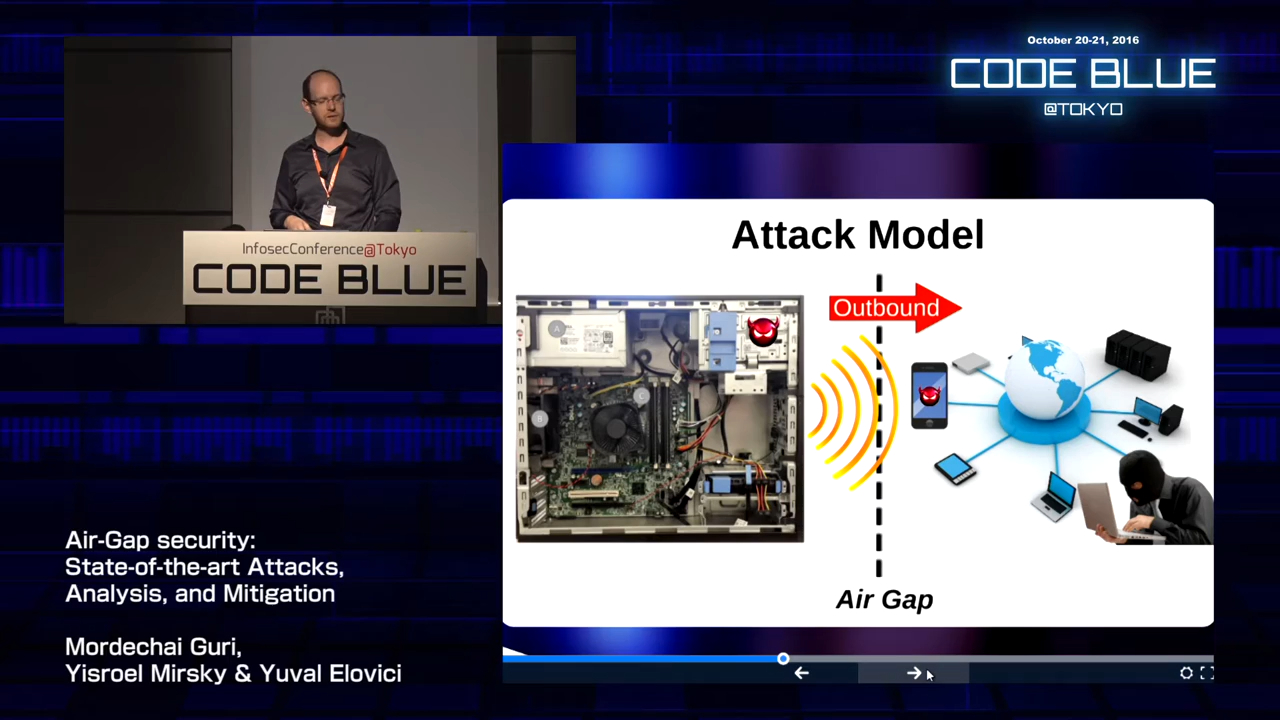 October 20-21, 2016
CODE BLUE
@TOKYO
InfosecConference@Tokyo
CODE BLUE
Attack Model
Outbound
A
B
C
Air Gap
Air-Gap security:
State-of-the-art Attacks,
Analysis, and Mitigation
Mordechai Guri,
Yisroel Mirsky & Yuval Elovici